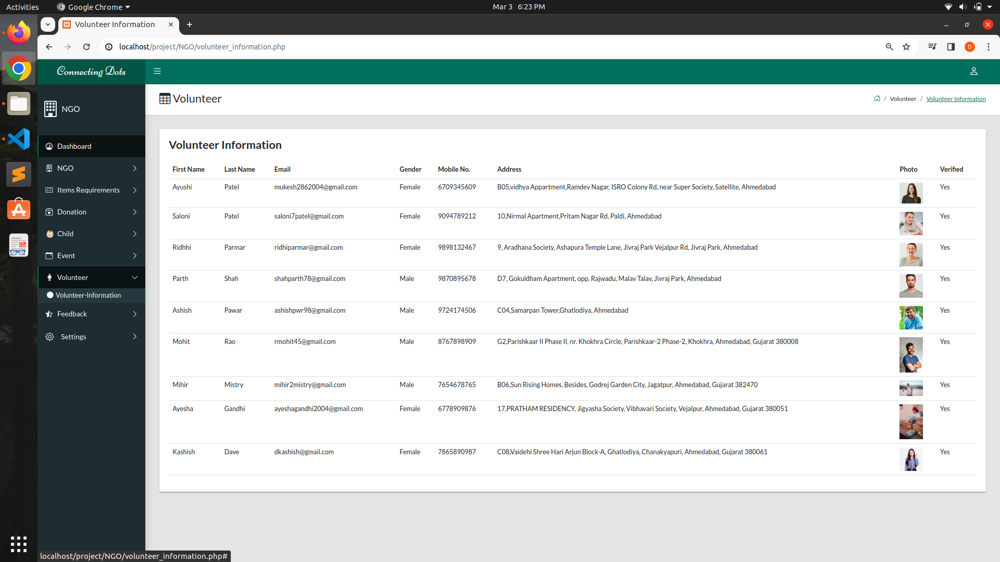 Activities Google Chrome Mar 3 6:23 PM
Volunteer Information
localhost/project/NGO/volunteer_information.php D
Connecting Dots
NGO
Dashboard
NGO
Items Requirements
Donation
Child
Event
Volunteer
Volunteer-Information
Feedback
Settings
Volunteer / Volunteer / Volunteer Information
Volunteer Information
First Name Last Name Email Gender Mobile No. Address Photo Verified
Ayushi Patel mukesh2862004@gmail.com Female 6709345609 B05,vidhya Appartment,Ramdev Nagar, ISRO Colony Rd, near Super Society, Satellite, Ahmedabad Yes
Saloni Patel saloni7patel@gmail.com Female 9094789212 10,Nirmal Apartment,Pritam Nagar Rd, Paldi, Ahmedabad Yes
Ridhhi Parmar ridhiparmar@gmail.com Female 9898132467 9, Aradhana Society, Ashapura Temple Lane, Jivraj Park Vejalpur Rd, Jivraj Park, Ahmedabad Yes
Parth Shah shahparth78@gmail.com Male 9870895678 D7, Gokuldham Apartment, opp. Rajwadu, Malav Talav, Jivraj Park, Ahmedabad Yes
Ashish Pawar ashishpwr98@gmail.com Male 9724174506 C04,Samarpan Tower,Ghatlodiya, Ahmedabad Yes
Mohit Rao rmohit45@gmail.com Male 8767898909 G2,Parishkaar II Phase II, nr. Khokhra Circle, Parishkaar-2 Phase-2, Khokhra, Ahmedabad, Gujarat 380008 Yes
Mihir Mistry mihir2mistry@gmail.com Male 7654678765 B06,Sun Rising Homes, Besides, Godrej Garden City, Jagatpur, Ahmedabad, Gujarat 382470 Yes
Ayesha Gandhi ayeshagandhi2004@gmail.com Female 6778909876 17,PRATHAM RESIDENCY, Jigyasha Society, Vibhavari Society, Vejalpur, Ahmedabad, Gujarat 380051 Yes
Kashish Dave dkashish@gmail.com Female 7865890987 C08,Vaidehi Shree Hari Arjun Block-A, Ghatlodiya, Chanakyapuri, Ahmedabad, Gujarat 380061 Yes
localhost/project/NGO/volunteer_information.php#